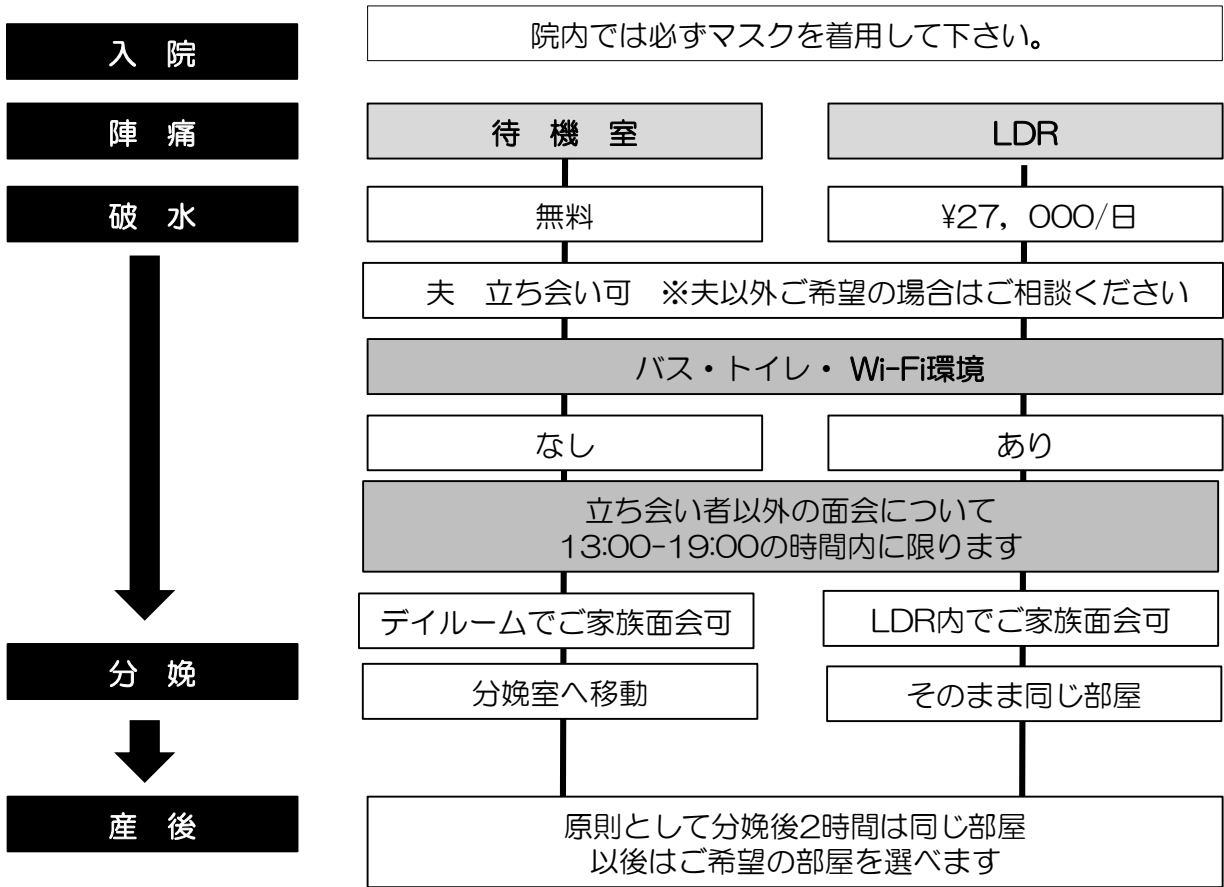 入 院
院内では必ずマスクを着用して下さい。
陣 痛
待 機 室
LDR
破 水
無料
¥27, 000/日
夫 立ち会い可 ※夫以外ご希望の場合はご相談ください
バス・トイレ・ Wi-Fi環境
なし
あり
立ち会い者以外の面会について
13:00-19:00の時間内に限ります
デイルームでご家族面会可
LDR内でご家族面会可
分 娩
分娩室へ移動
そのまま同じ部屋
産 後
原則として分娩後2時間は同じ部屋
以後はご希望の部屋を選べます